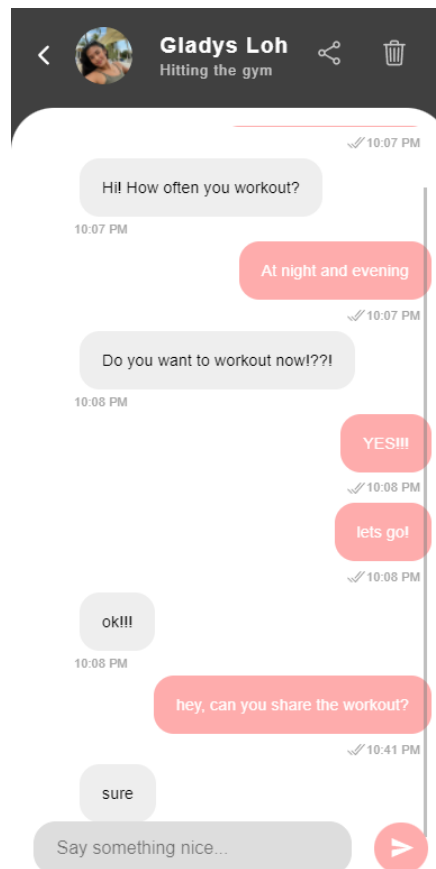 Gladys Loh
Hitting the gym
10:07 PM
Hi! How often you workout?
10:07 PM
At night and evening
10:07 PM
Do you want to workout now!??!
10:08 PM
YES!!!
10:08 PM
lets go!
10:08 PM
ok!!!
10:08 PM
hey, can you share the workout?
10:41 PM
sure
Say something nice...